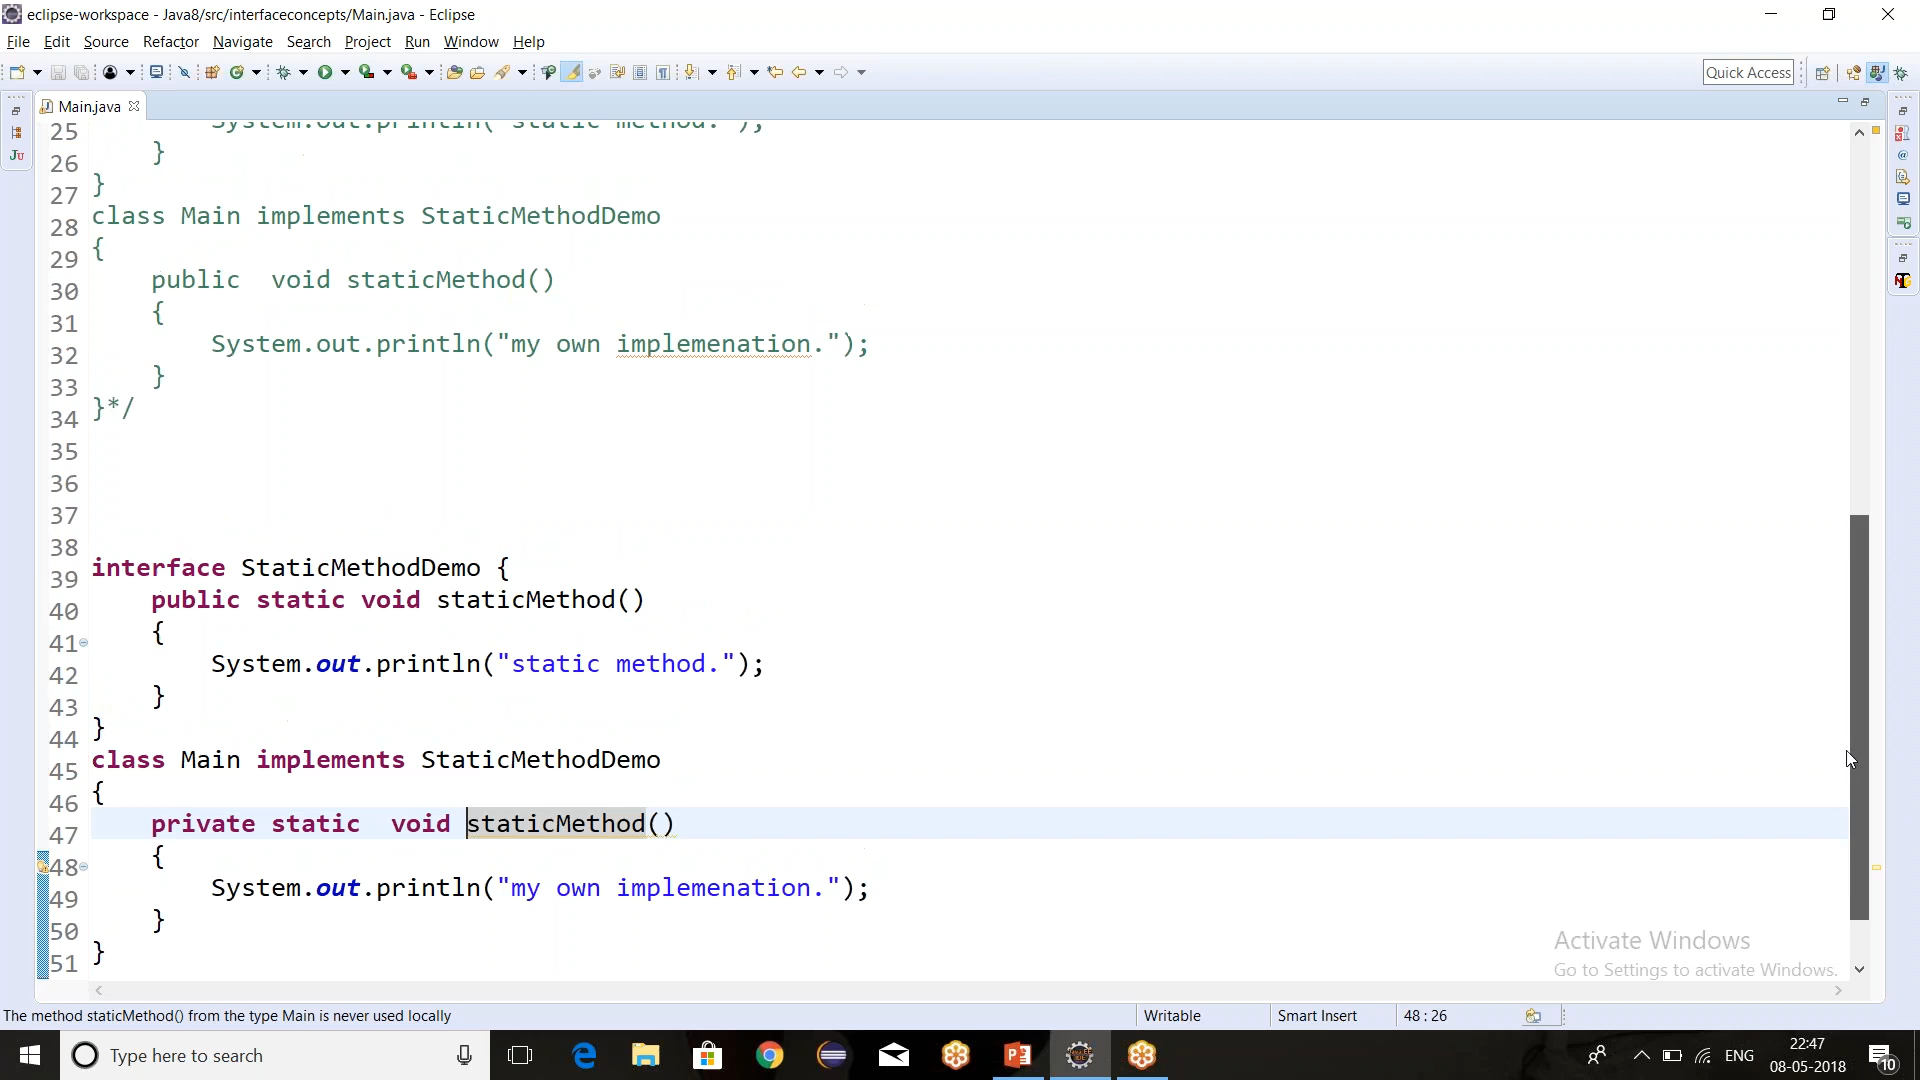 eclipse-workspace - Java8/src/interfaceconcepts/Main.java - Eclipse
File Edit Source Refactor Navigate Search Project Run Window Help
Quick Access
Main.java
25 System.out.println("static method.");
26 }
27 }
28 class Main implements StaticMethodDemo
29 {
30 public  void staticMethod()
31 {
32 System.out.println("my own implemenation.");
33 }
34 }*/
35
36
37
38
39 interface StaticMethodDemo {
40 public static void staticMethod()
41 {
42 System.out.println("static method.");
43 }
44 }
45 class Main implements StaticMethodDemo
46 {
47 private static  void staticMethod()
48 {
49 System.out.println("my own implemenation.");
50 }
51 }
Activate Windows
Go to Settings to activate Windows.
The method staticMethod() from the type Main is never used locally
Writable
Smart Insert
48 : 26
Type here to search
ENG
22:47
08-05-2018
10